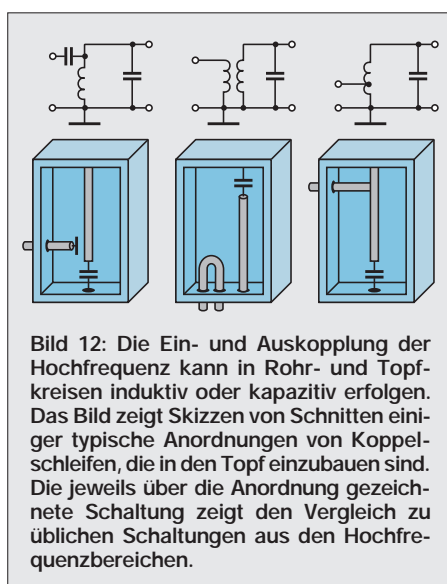 Bild 12: Die Ein- und Auskopplung der
Hochfrequenz kann in Rohr- und Topf-
kreisen induktiv oder kapazitiv erfolgen.
Das Bild zeigt Skizzen von Schnitten eini-
ger typische Anordnungen von Koppel-
schleifen, die in den Topf einzubauen sind.
Die jeweils über die Anordnung gezeich-
nete Schaltung zeigt den Vergleich zu
üblichen Schaltungen aus den Hochfre-
quenzbereichen.